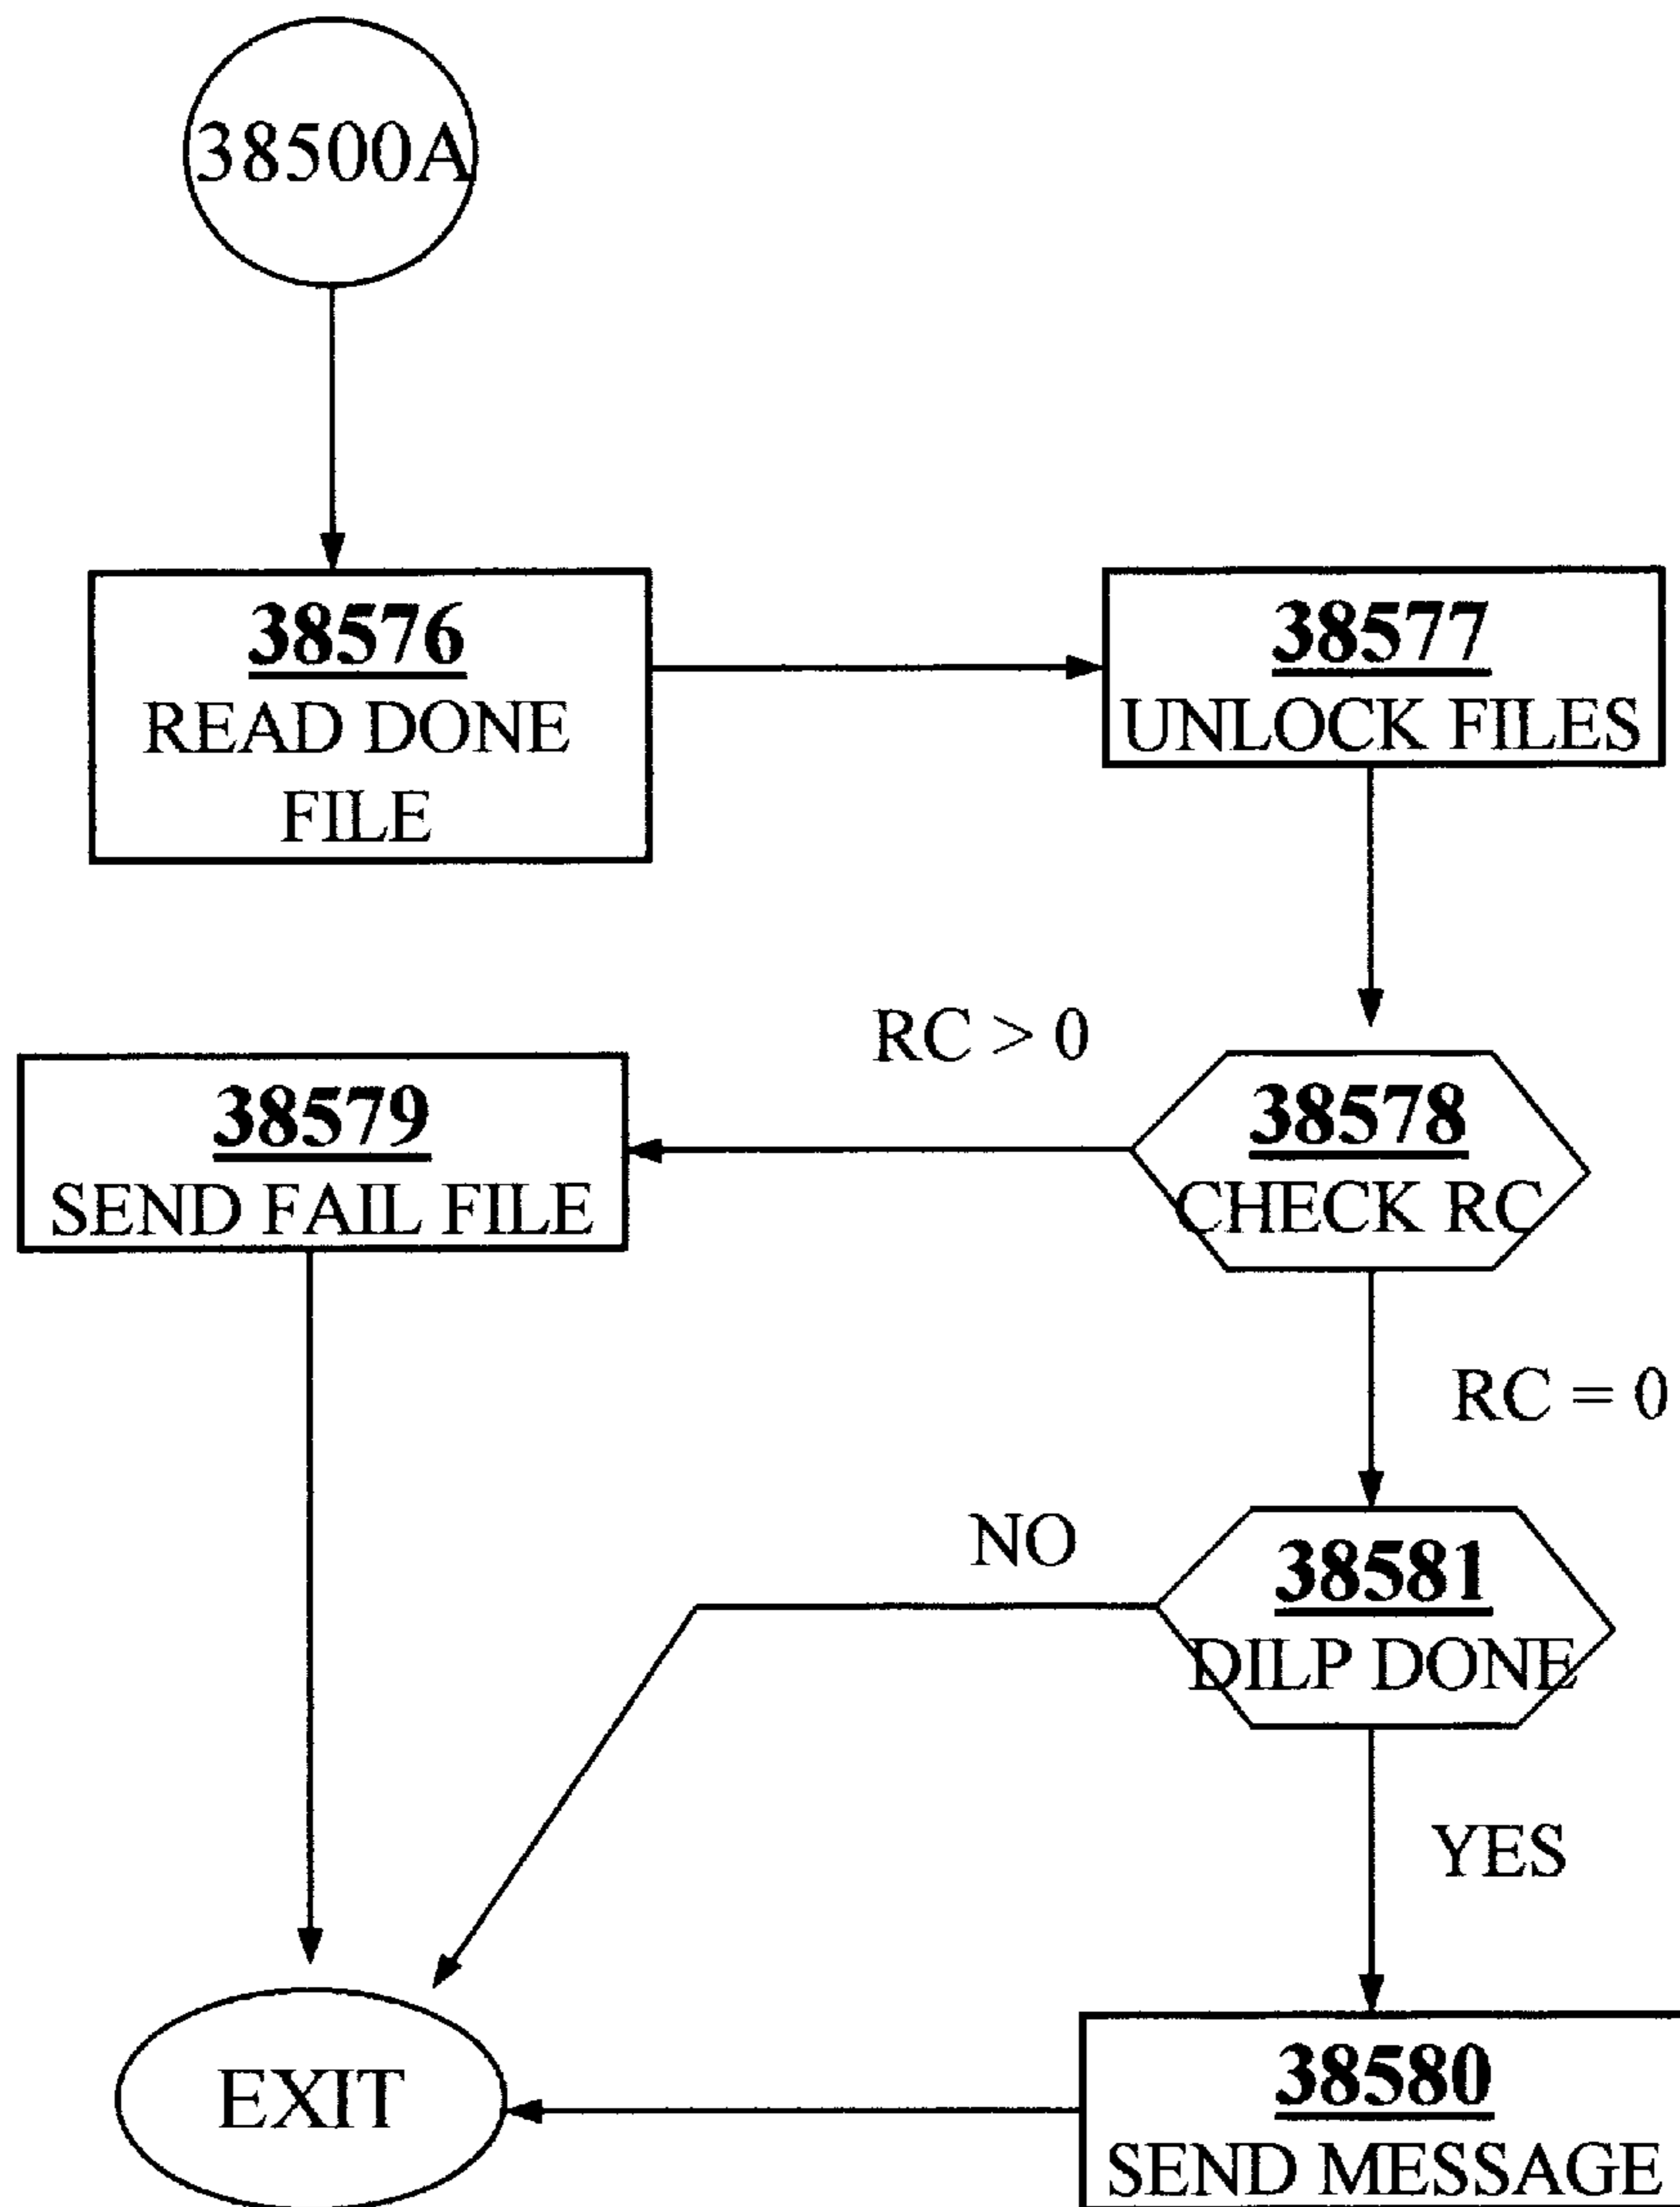 38500A
38576
READ DONE
FILE
38577
UNLOCK FILES
RC > 0
38578
CHECK RC
38579
SEND FAIL FILE
RC = 0
NO
38581
DILP DONE
YES
EXIT
38580
SEND MESSAGE